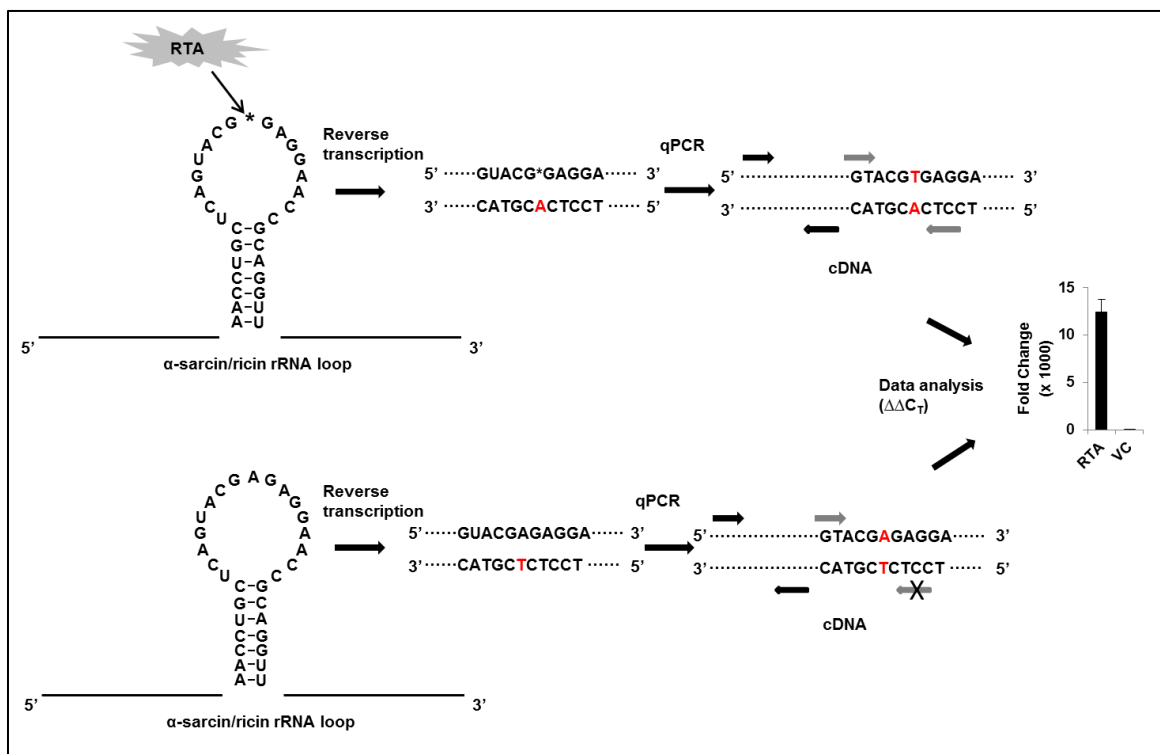 RTA
G*GAGGAACC
UCAGUAC
Reverse
transcription
qPCR
5’ ······GUACG*GAGGA······ 3’
3’ ······CATGCACTCCT······ 5’
5’ ··················GTACGTGAGGA······ 3’
3’ ··················CATGCACTCCT······ 5’
cDNA
C–G
G–C
U–A
C–G
C–G
A–U
A–U
5’ 3’
α-sarcin/ricin rRNA loop
Data analysis
(ΔΔCT)
Fold Change
(x 1000)
15
10
5
0
RTA
VC
UCAGUACGAGAGGAACC
Reverse
transcription
qPCR
5’ ······GUACGAGAGGA······ 3’
3’ ······CATGCTCTCCT······ 5’
5’ ··················GTACGAGAGGA······ 3’
3’ ··················CATGCTCTCCT······ 5’
X
cDNA
C–G
G–C
U–A
C–G
C–G
A–U
A–U
5’ 3’
α-sarcin/ricin rRNA loop